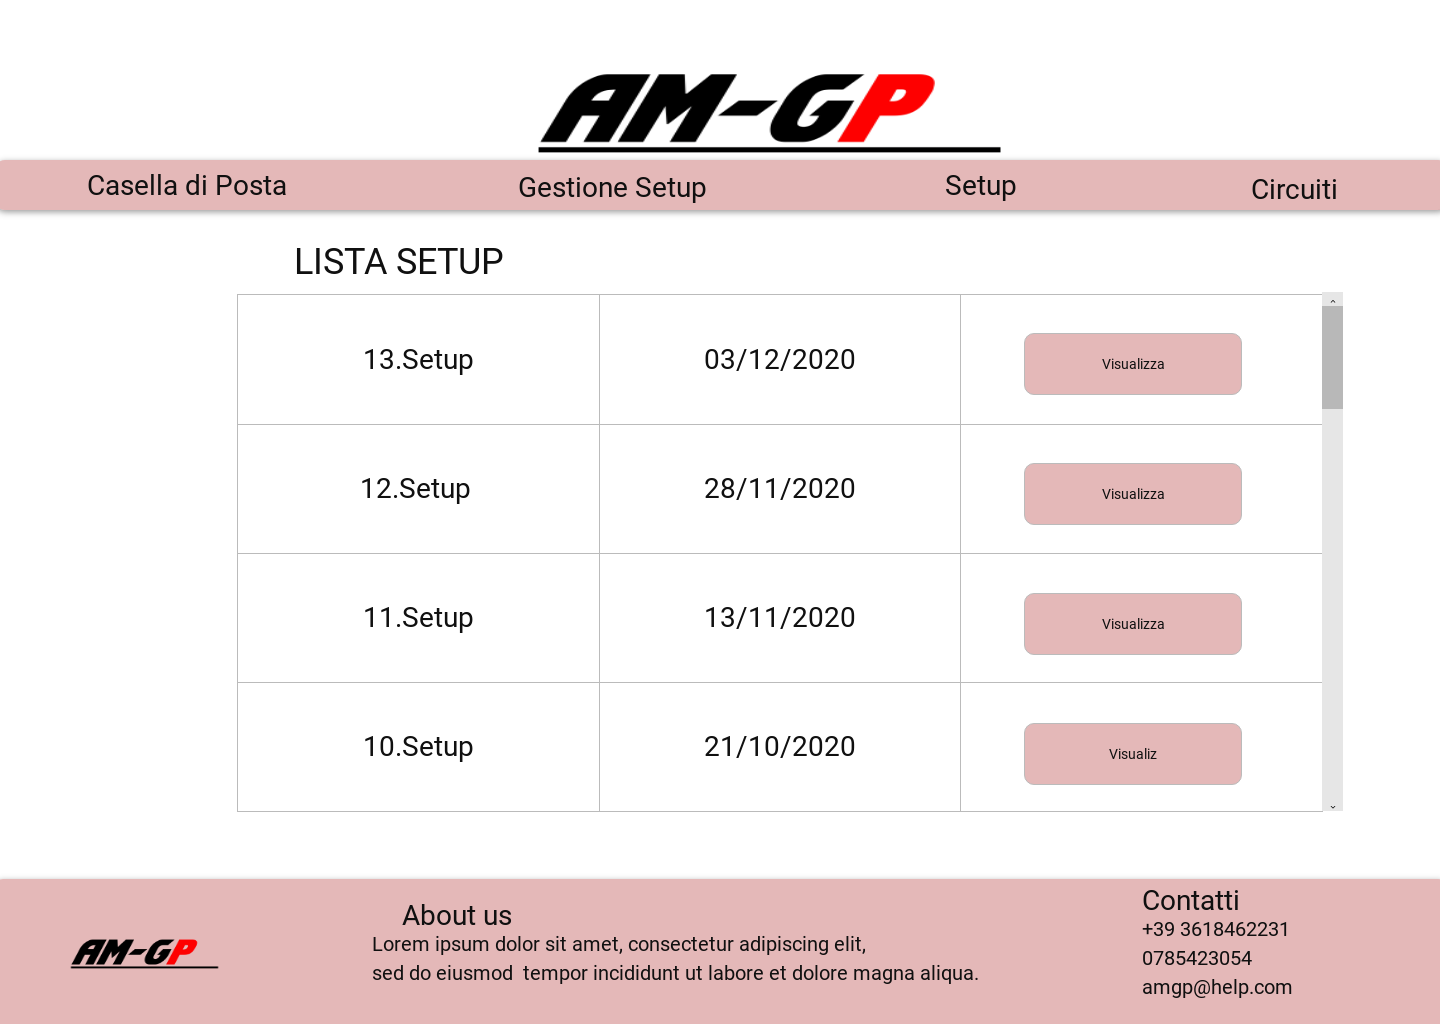 AM-GP
Casella di Posta Gestione Setup Setup Circuiti
LISTA SETUP
13.Setup 03/12/2020 Visualizza
12.Setup 28/11/2020 Visualizza
11.Setup 13/11/2020 Visualizza
10.Setup 21/10/2020 Visualiz
AM-GP
About us
Lorem ipsum dolor sit amet, consectetur adipiscing elit,
sed do eiusmod  tempor incididunt ut labore et dolore magna aliqua.
Contatti
+39 3618462231
0785423054
amgp@help.com